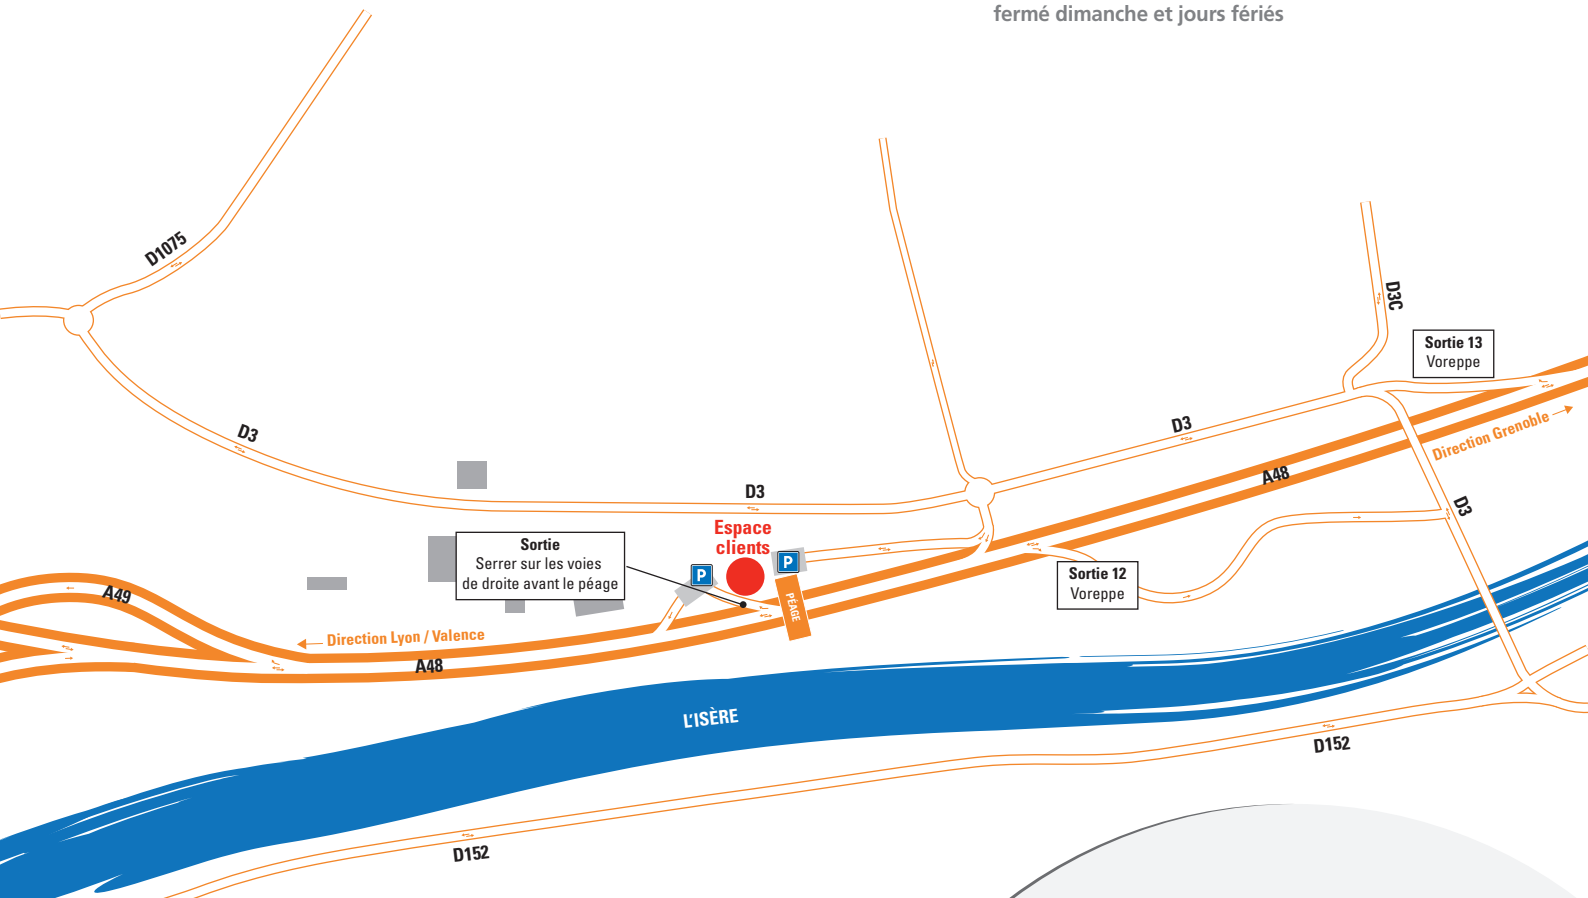 fermé dimanche et jours fériés
D1075
D3C
Sortie 13
Voreppe
D3
D3
Direction Grenoble
A48
D3
D3
Espace
clients
Sortie
Serrer sur les voies
de droite avant le péage
P
P
Sortie 12
Voreppe
PÉAGE
A49
Direction Lyon / Valence
A48
L'ISÈRE
D152
D152